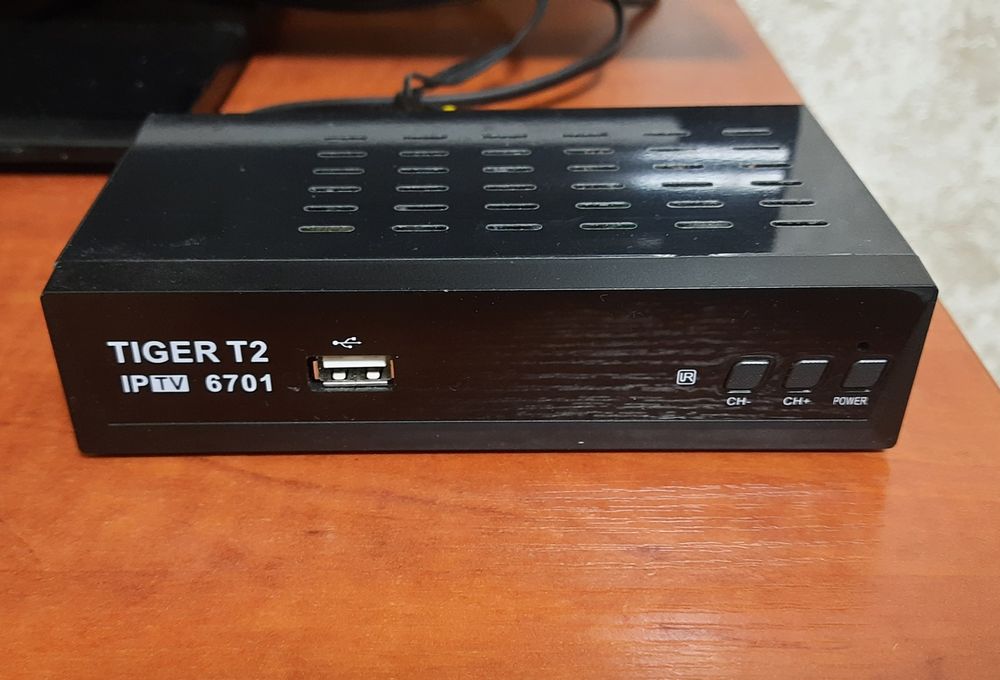 TIGER T2
IPTV 6701
IR
CH-
CH+
POWER